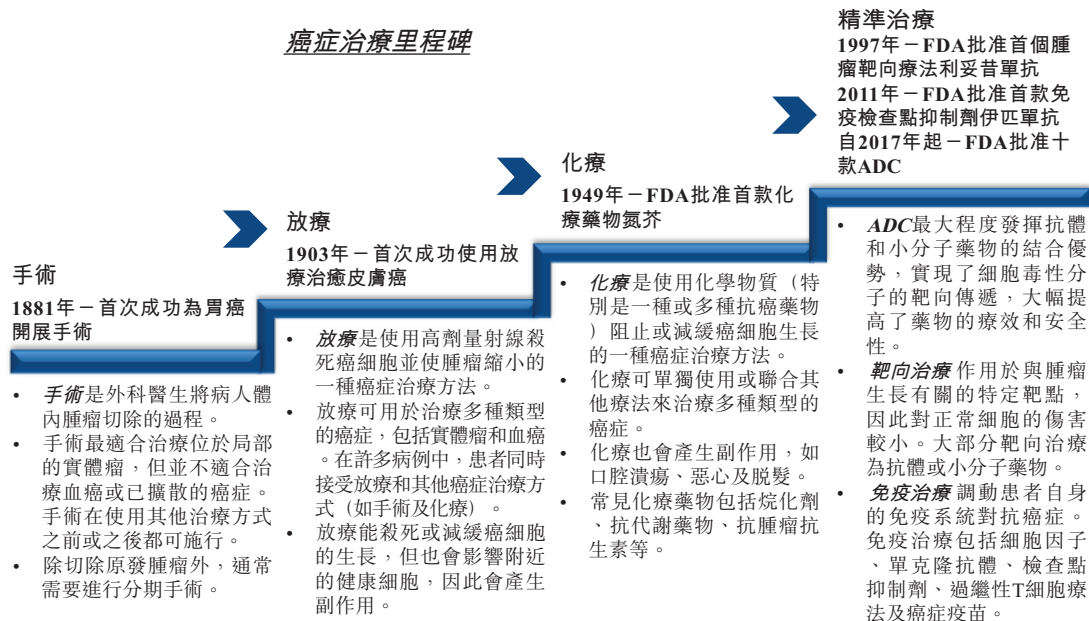 癌症治療里程碑
手術
1881年－首次成功為胃癌
開展手術
• 手術是外科醫生將病人體
內腫瘤切除的過程。
• 手術最適合治療位於局部
的實體瘤，但並不適合治
療血癌或已擴散的癌症。
手術在使用其他治療方式
之前或之後都可施行。
• 除切除原發腫瘤外，通常
需要進行分期手術。
放療
1903年－首次成功使用放
療治癒皮膚癌
• 放療是使用高劑量射線殺
死癌細胞並使腫瘤縮小的
一種癌症治療方法。
• 放療可用於治療多種類型
的癌症，包括實體瘤和血癌
。在許多病例中，患者同時
接受放療和其他癌症治療方
式（如手術及化療）。
• 放療能殺死或減緩癌細胞
的生長，但也會影響附近
的健康細胞，因此會產生
副作用。
化療
1949年－FDA批准首款化
療藥物氮芥
• 化療是使用化學物質（特
別是一種或多種抗癌藥物
）阻止或減緩癌細胞生長
的一種癌症治療方法。
• 化療可單獨使用或聯合其
他療法來治療多種類型的
癌症。
• 化療也會產生副作用，如
口腔潰瘍、惡心及脫髮。
• 常見化療藥物包括烷化劑
、抗代謝藥物、抗腫瘤抗
生素等。
精準治療
1997年－FDA批准首個腫
瘤靶向療法利妥昔單抗
2011年－FDA批准首款免
疫檢查點抑制劑伊匹單抗
自2017年起－FDA批准十
款ADC
• ADC最大程度發揮抗體
和小分子藥物的結合優
勢，實現了細胞毒性分
子的靶向傳遞，大幅提
高了藥物的療效和安全
性。
• 靶向治療 作用於與腫瘤
生長有關的特定靶點，
因此對正常細胞的傷害
較小。大部分靶向治療
為抗體或小分子藥物。
• 免疫治療 調動患者自身
的免疫系統對抗癌症。
免疫治療包括細胞因子
、單克隆抗體、檢查點
抑制劑、過繼性T細胞療
法及癌症疫苗。